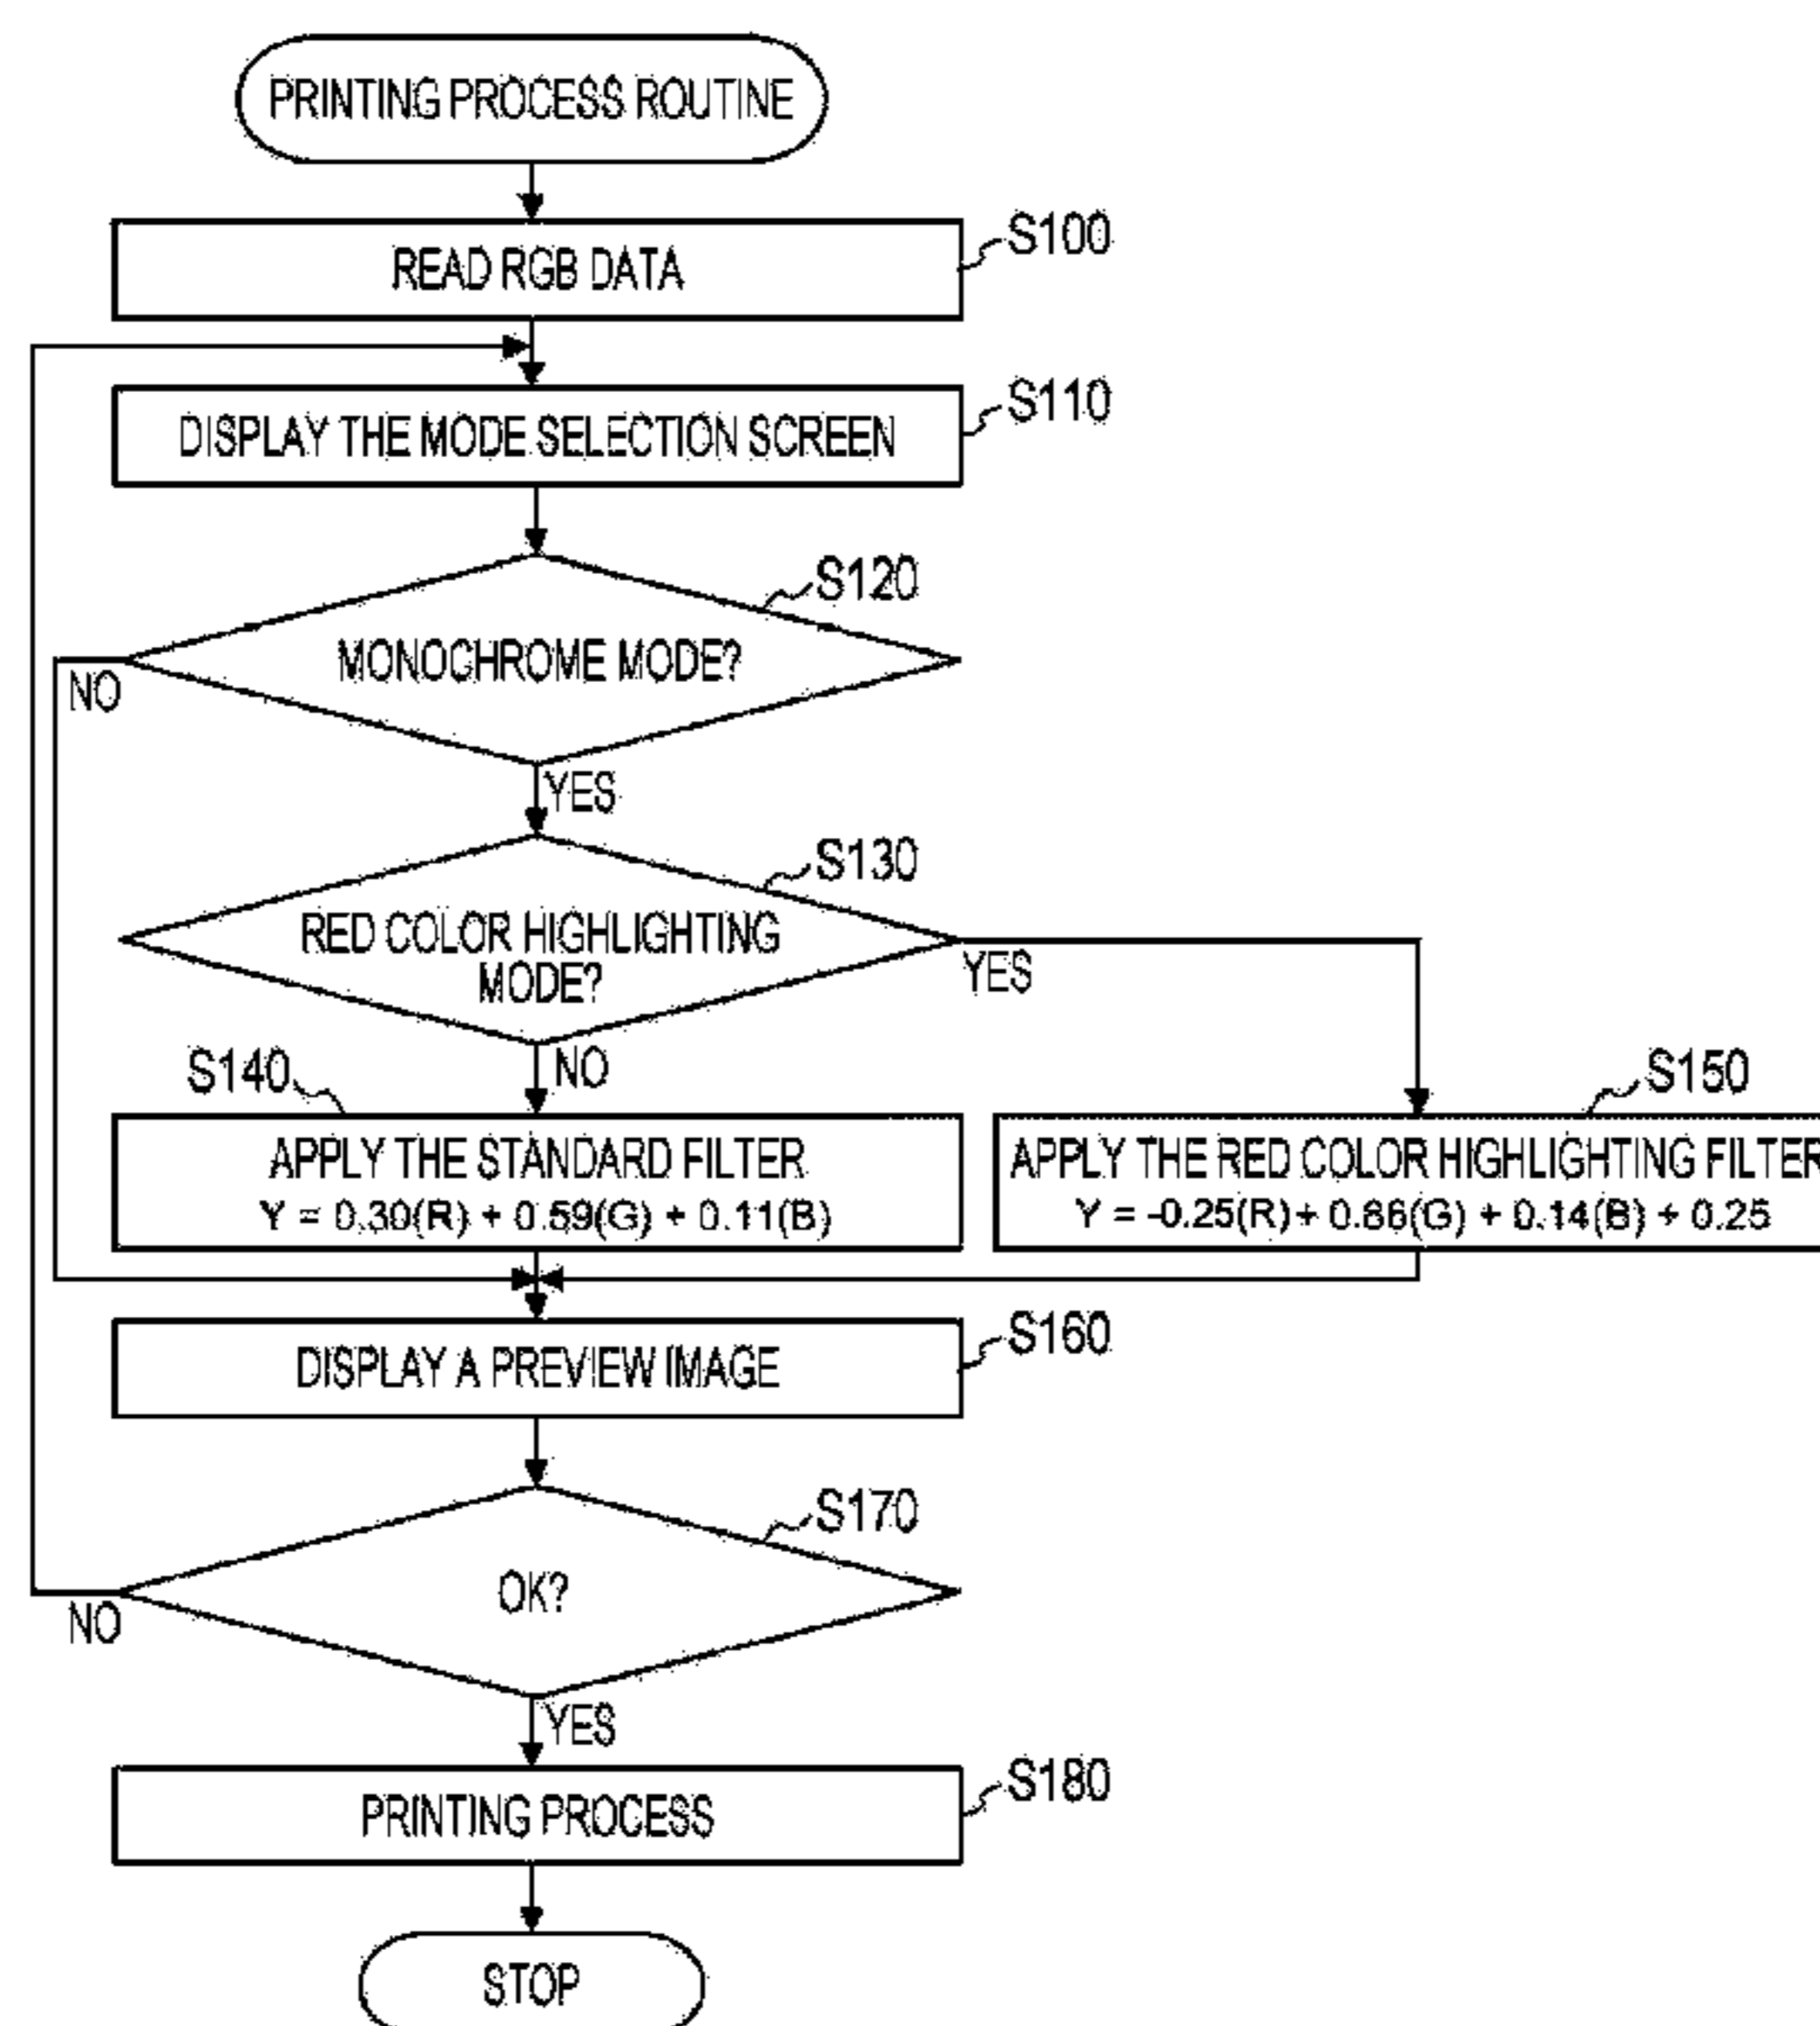 PRINTING PROCESS ROUTINE
S100
READ RGB DATA
S110
DISPLAY THE MODE SELECTION SCREEN
S120
MONOCHROME MODE?
NO
YES
S130
RED COLOR HIGHLIGHTING
MODE?
YES
NO
S140
S150
APPLY THE STANDARD FILTER
Y = 0.30(R) + 0.59(G) + 0.11(B)
APPLY THE RED COLOR HIGHLIGHTING FILTER
Y = -0.25(R) + 0.86(G) + 0.14(B) + 0.25
S160
DISPLAY A PREVIEW IMAGE
S170
OK?
NO
YES
S180
PRINTING PROCESS
STOP